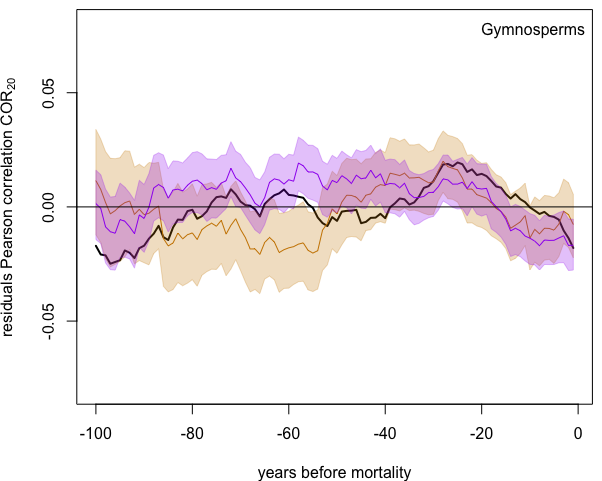 Gymnosperms
residuals Pearson correlation COR20
0.05
0.00
-0.05
-100 -80 -60 -40 -20 0
years before mortality